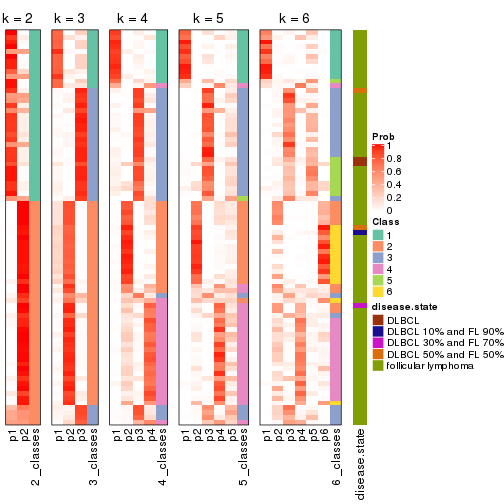 k = 2 k = 3 k = 4 k = 5 k = 6
Prob
1
0.8
0.6
0.4
0.2
0
Class
1
2
3
4
5
6
disease.state
DLBCL
DLBCL 10% and FL 90%
DLBCL 30% and FL 70%
DLBCL 50% and FL 50%
follicular lymphoma
p1 p2 2_classes p1 p2 p3 3_classes p1 p2 p3 p4 4_classes p1 p2 p3 p4 p5 5_classes p1 p2 p3 p4 p5 p6 6_classes disease.state